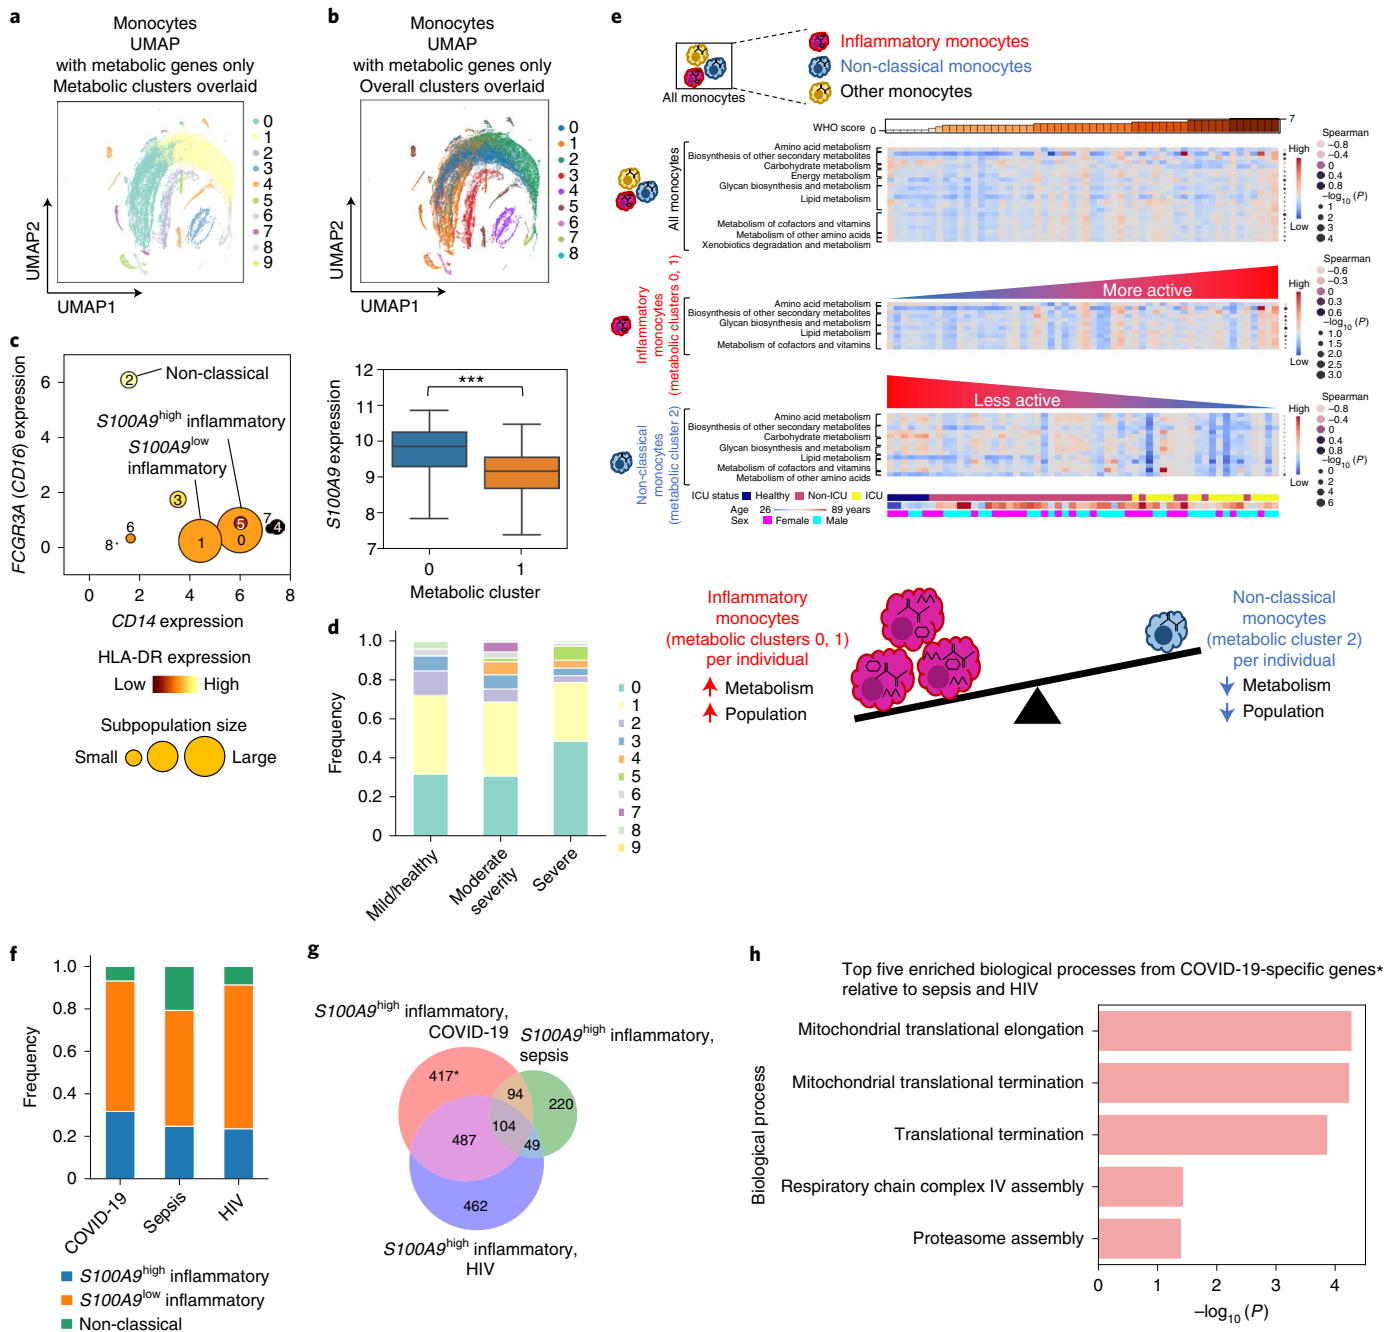 a
Monocytes
UMAP
with metabolic genes only
Metabolic clusters overlaid
0
1
2
3
4
5
6
7
8
9
UMAP2
UMAP1
b
Monocytes
UMAP
with metabolic genes only
Overall clusters overlaid
0
1
2
3
4
5
6
7
8
UMAP2
UMAP1
c
FCGR3A (CD16) expression
6
4
2
0
2
Non-classical
S100A9high inflammatory
S100A9low
inflammatory
3
6
8
1
5
0
7
4
0 2 4 6 8
CD14 expression
HLA-DR expression
Low High
Subpopulation size
Small Large
S100A9 expression
12
11
10
9
8
7
***
0 1
Metabolic cluster
d
Frequency
1.0
0.8
0.6
0.4
0.2
0
Mild/healthy
Moderate
severity
Severe
0
1
2
3
4
5
6
7
8
9
e
All monocytes
Inflammatory monocytes
Non-classical monocytes
Other monocytes
WHO score 0 7
All monocytes
Amino acid metabolism
Biosynthesis of other secondary metabolites
Carbohydrate metabolism
Energy metabolism
Glycan biosynthesis and metabolism
Lipid metabolism
Metabolism of cofactors and vitamins
Metabolism of other amino acids
Xenobiotics degradation and metabolism
High
Low
Spearman
−0.8
−0.4
0
0.4
0.8
−log10 (P)
1
2
3
4
More active
Inflammatory
monocytes
(metabolic clusters 0, 1)
Amino acid metabolism
Biosynthesis of other secondary metabolites
Glycan biosynthesis and metabolism
Lipid metabolism
Metabolism of cofactors and vitamins
High
Low
Spearman
−0.6
−0.3
0
0.3
0.6
−log10 (P)
1.0
1.5
2.0
2.5
3.0
Less active
Non-classical
monocytes
(metabolic cluster 2)
Amino acid metabolism
Biosynthesis of other secondary metabolites
Carbohydrate metabolism
Glycan biosynthesis and metabolism
Lipid metabolism
Metabolism of cofactors and vitamins
Metabolism of other amino acids
High
Low
Spearman
−0.8
−0.4
0
0.4
0.8
−log10 (P)
0
2
4
6
ICU status Healthy Non-ICU ICU
Age 26 89 years
Sex Female Male
Inflammatory
monocytes
(metabolic clusters 0, 1)
per individual
Metabolism
Population
Non-classical
monocytes
(metabolic cluster 2)
per individual
Metabolism
Population
f
Frequency
1.0
0.8
0.6
0.4
0.2
0
COVID-19
Sepsis
HIV
S100A9high inflammatory
S100A9low inflammatory
Non-classical
g
S100A9high inflammatory,
COVID-19
S100A9high inflammatory,
sepsis
417*
94
220
104
487
49
462
S100A9high inflammatory,
HIV
h
Top five enriched biological processes from COVID-19-specific genes*
relative to sepsis and HIV
Biological process
Mitochondrial translational elongation
Mitochondrial translational termination
Translational termination
Respiratory chain complex IV assembly
Proteasome assembly
0 1 2 3 4
−log10 (P)